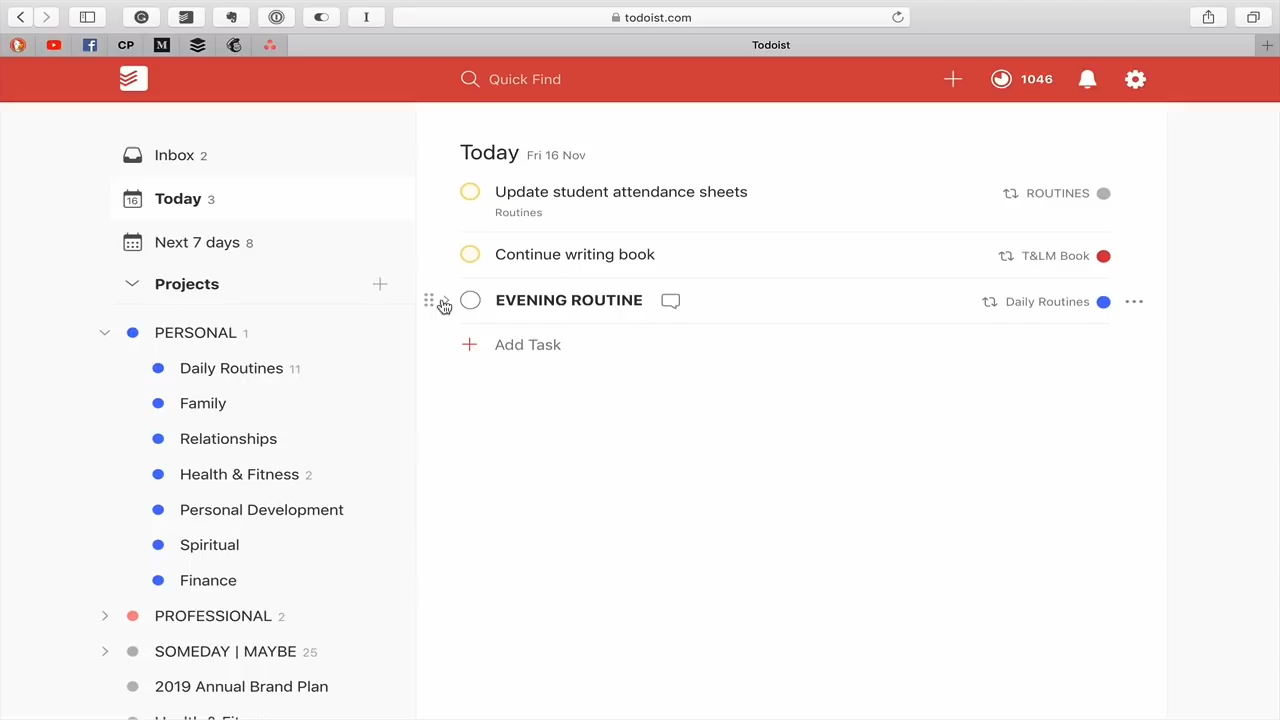 todoist.com
CP
M
Todoist
Quick Find
1046
Inbox 2
16
Today 3
Next 7 days 8
Projects
PERSONAL 1
Daily Routines 11
Family
Relationships
Health & Fitness 2
Personal Development
Spiritual
Finance
PROFESSIONAL 2
SOMEDAY | MAYBE 25
2019 Annual Brand Plan
Today Fri 16 Nov
Update student attendance sheets
ROUTINES
Routines
Continue writing book
T&LM Book
EVENING ROUTINE
Daily Routines
Add Task